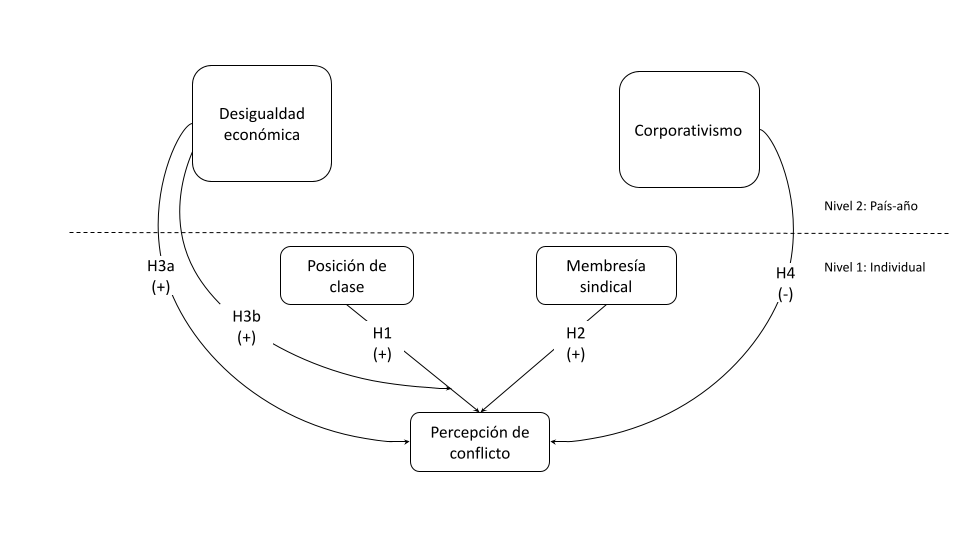 Desigualdad
económica
Corporativismo
Nivel 2: País-año
Posición de
clase
Membresía
sindical
Nivel 1: Individual
H3a
(+)
H4
(-)
H3b
(+)
H1
(+)
H2
(+)
Percepción de
conflicto